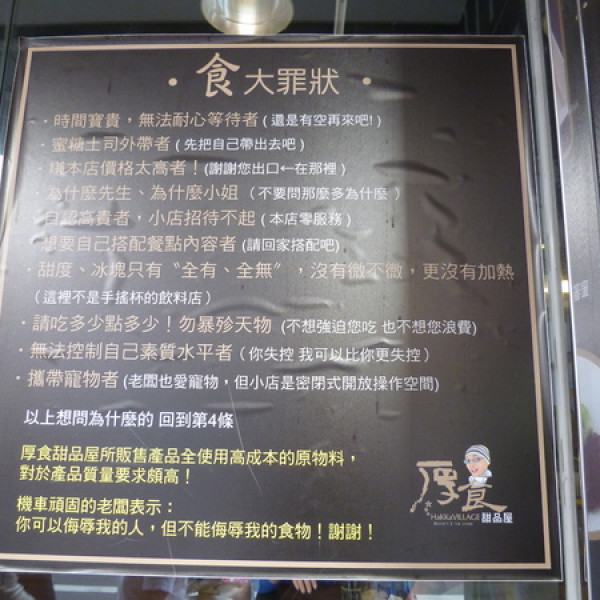 •食大罪狀•
·時間寶貴，無法耐心等待者(還是有空再來吧!)
·蜜糖土司外帶者(先把自己帶出去吧)
·嫌本店價格太高者！(謝謝您出口←在那裡)
·為什麼先生、為什麼小姐（不要問那麼多為什麼）
·自認高貴者，小店招待不起(本店零服務)
·想要自己搭配餐點內容者(請回家搭配吧)
·甜度、冰塊只有〝全有、全無〞，沒有微不微，更沒有加熱
（這裡不是手搖杯的飲料店）
·請吃多少點多少！勿暴殄天物(不想強迫您吃 也不想您浪費)
·無法控制自己素質水平者（你失控 我可以比你更失控）
·攜帶寵物者(老闆也愛寵物，但小店是密閉式開放操作空間)
以上想問為什麼的 回到第4條
厚食甜品屋所販售產品全使用高成本的原物料，
對於產品質量要求頗高！
機車頑固的老闆表示：
你可以侮辱我的人，但不能侮辱我的食物！謝謝！
厚食
HaKKaVILLAGE 甜品屋